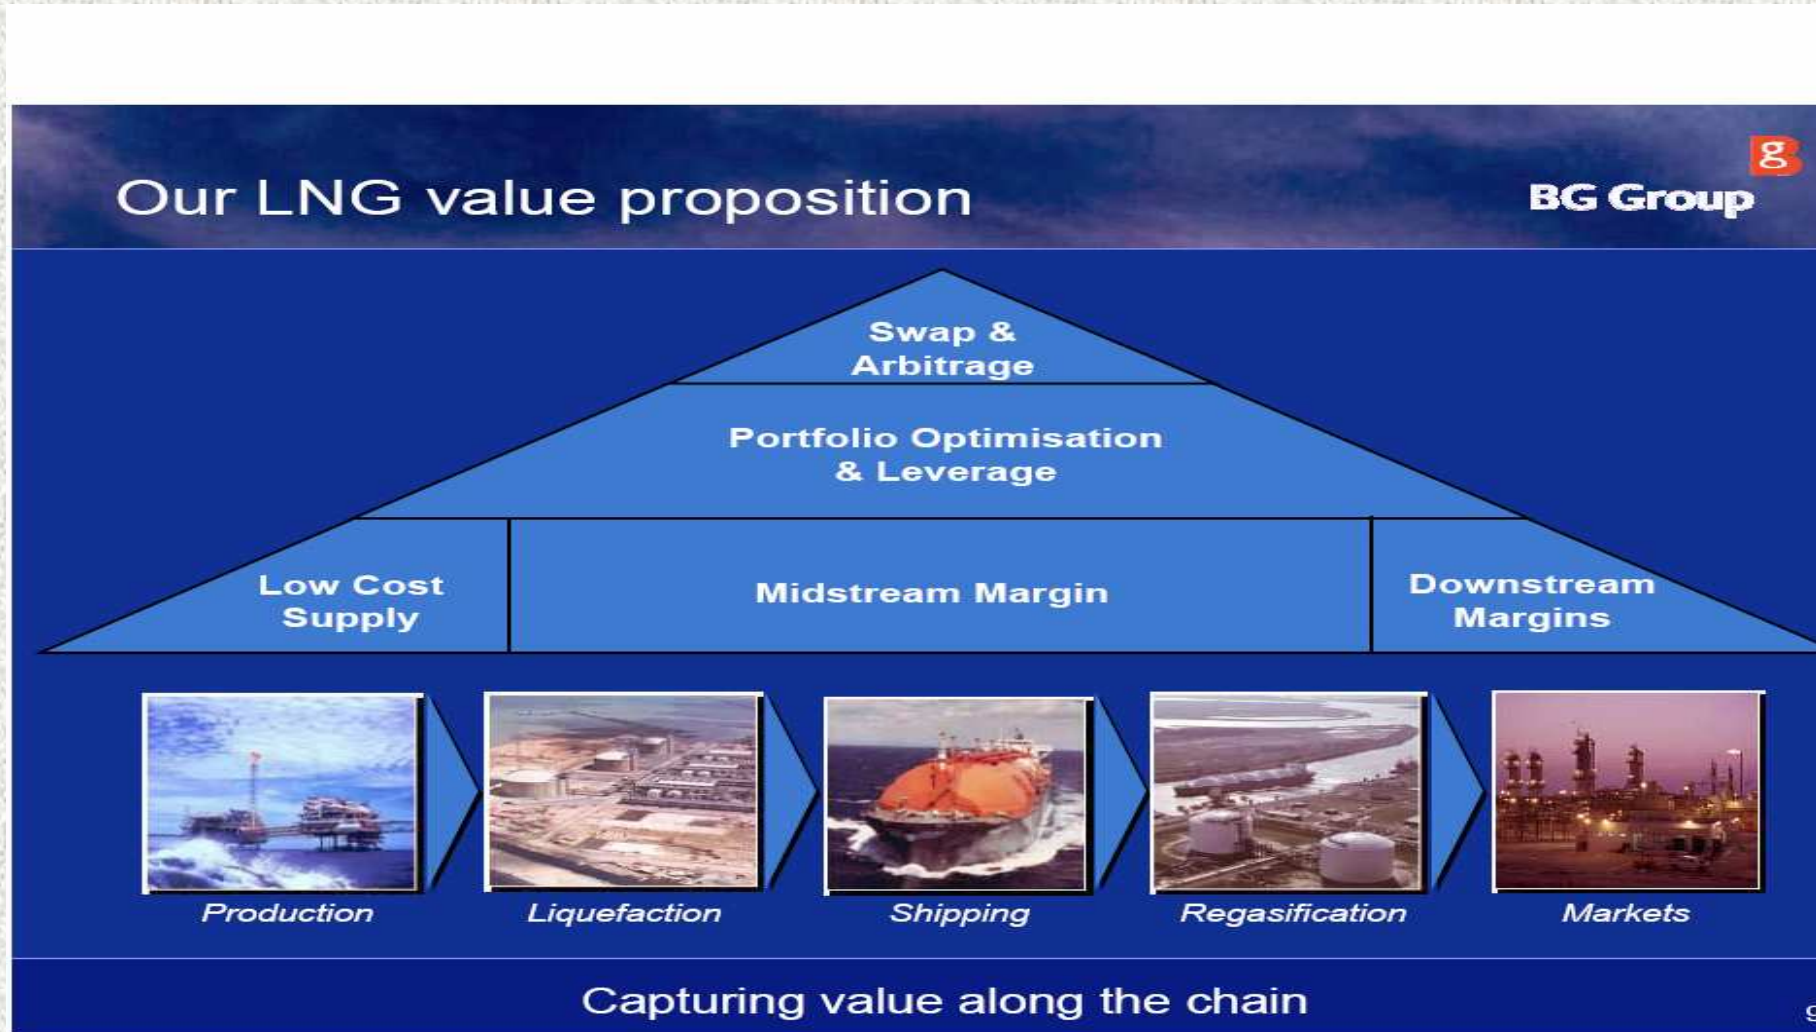 Our LNG value proposition
g
BG Group
Swap &
Arbitrage
Portfolio Optimisation
& Leverage
Low Cost
Supply
Midstream Margin
Downstream
Margins
Production
Liquefaction
Shipping
Regasification
Markets
Capturing value along the chain
9